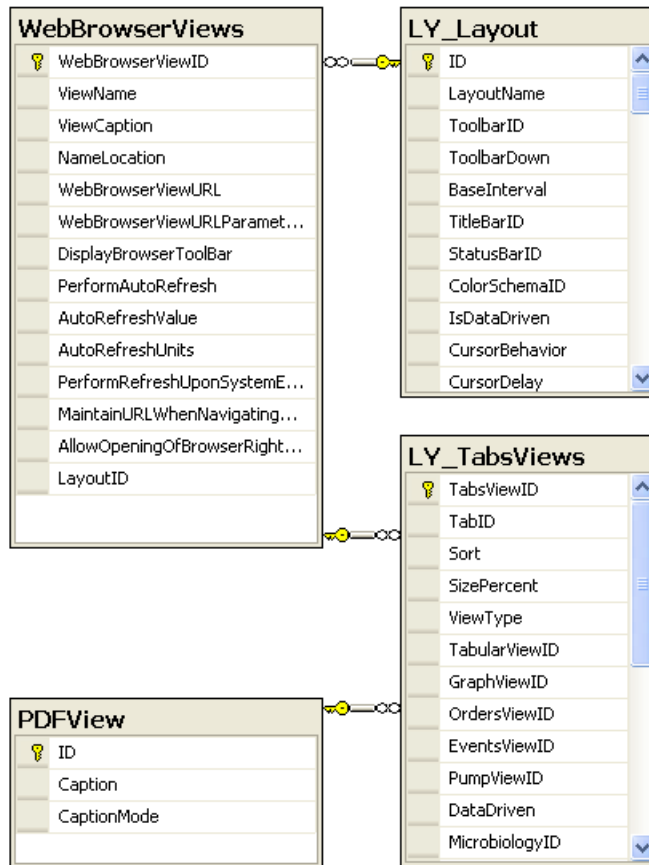 WebBrowserViews
WebBrowserViewID
ViewName
ViewCaption
NameLocation
WebBrowserViewURL
WebBrowserViewURLParamet...
DisplayBrowserToolBar
PerformAutoRefresh
AutoRefreshValue
AutoRefreshUnits
PerformRefreshUponSystemE...
MaintainURLWhenNavigating...
AllowOpeningOfBrowserRight...
LayoutID
LY_Layout
ID
LayoutName
ToolbarID
ToolbarDown
BaseInterval
TitleBarID
StatusBarID
ColorSchemaID
IsDataDriven
CursorBehavior
CursorDelay
LY_TabsViews
TabsViewID
TabID
Sort
SizePercent
ViewType
TabularViewID
GraphViewID
OrdersViewID
EventsViewID
PumpViewID
DataDriven
MicrobiologyID
PDFView
ID
Caption
CaptionMode